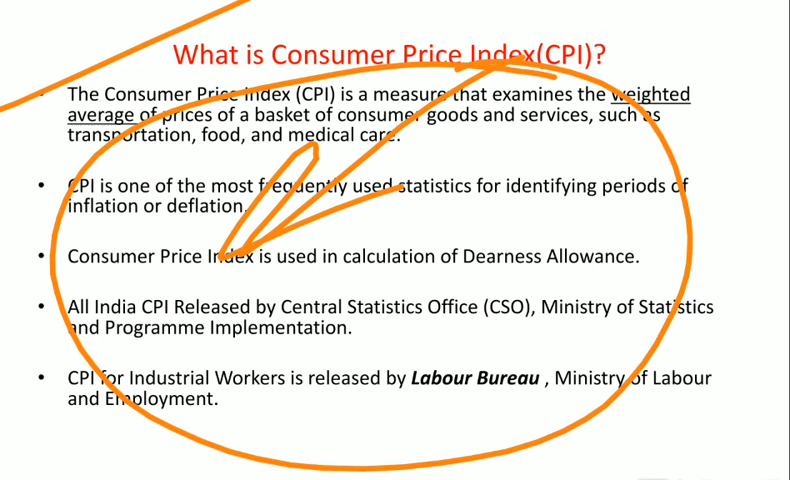 What is Consumer Price Index(CPI)?
• The Consumer Price Index (CPI) is a measure that examines the weighted
average of prices of a basket of consumer goods and services, such as
transportation, food, and medical care.
• CPI is one of the most frequently used statistics for identifying periods of
inflation or deflation.
• Consumer Price Index is used in calculation of Dearness Allowance.
• All India CPI Released by Central Statistics Office (CSO), Ministry of Statistics
and Programme Implementation.
• CPI for Industrial Workers is released by Labour Bureau , Ministry of Labour
and Employment.